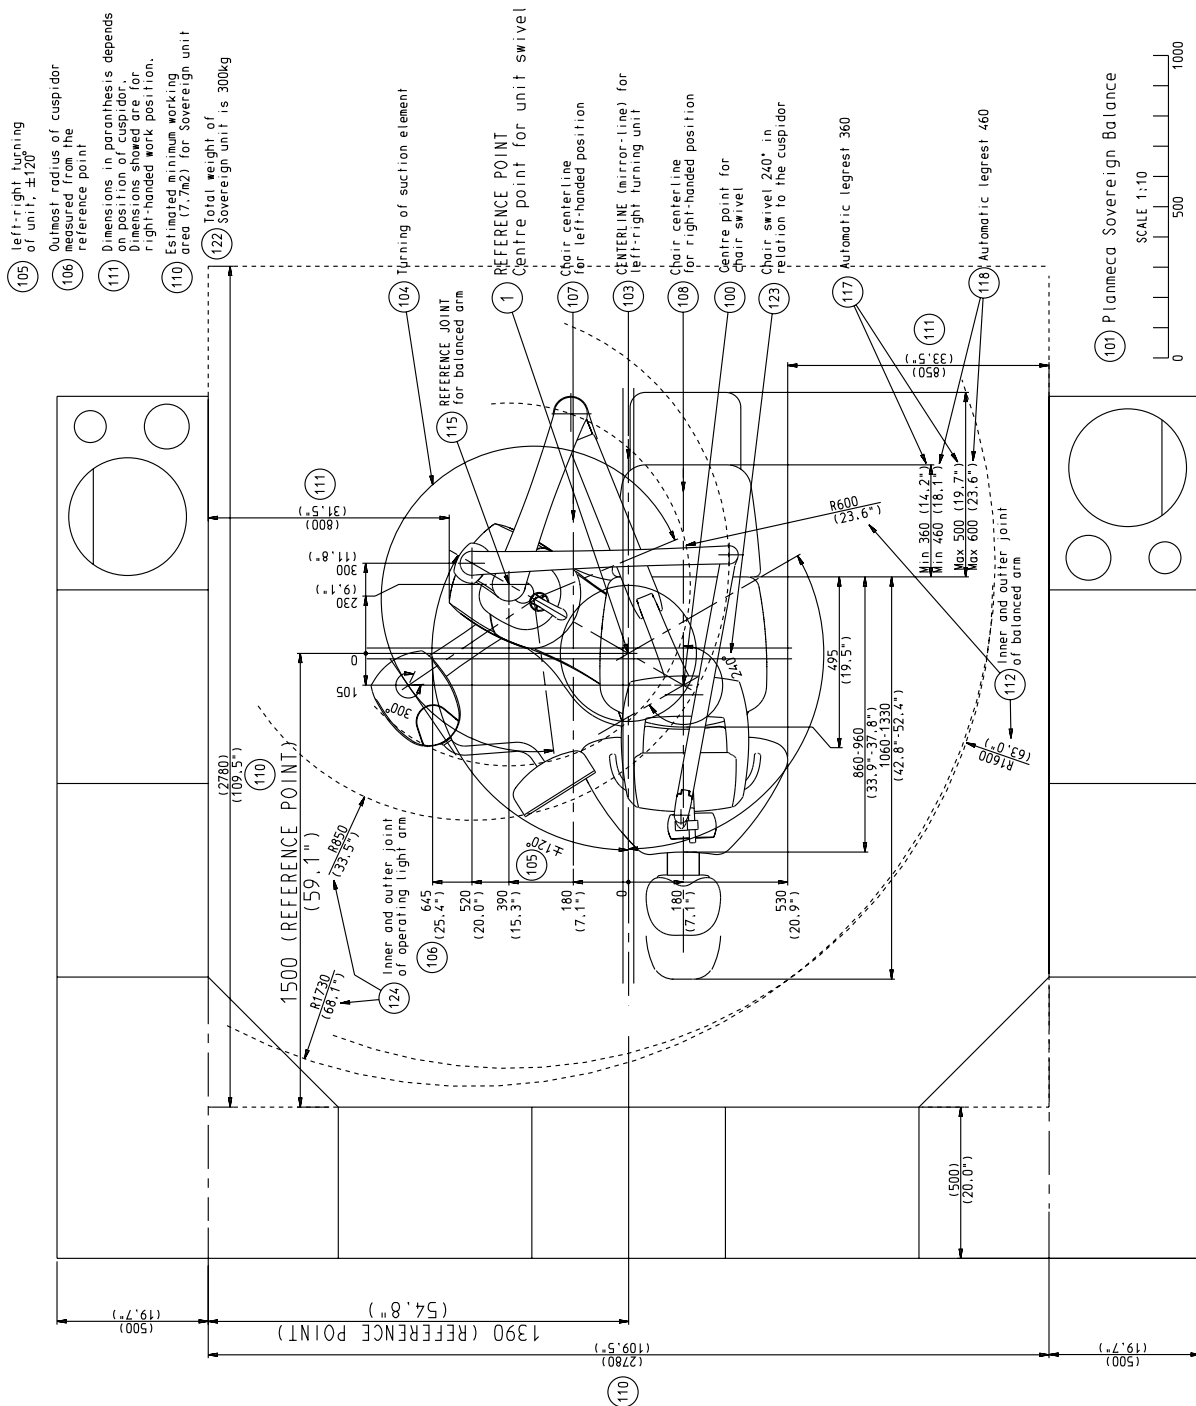 105 left-right turning
of unit, ±120°
106 Outmost radius of cuspidor
measured from the
reference point
111 Dimensions in paranthesis depends
on position of cuspidor.
Dimensions showed are for
right-handed work position.
110 Estimated minimum working
area (7.7m2) for Sovereign unit
122 Total weight of
Sovereign unit is 300kg
104 Turning of suction element
115 REFERENCE JOINT
for balanced arm
1 REFERENCE POINT
Centre point for unit swivel
107 Chair centerline
for left-handed position
103 CENTERLINE (mirror-line) for
left-right turning unit
108 Chair centerline
for right-handed position
100 Centre point for
chair swivel
123 Chair swivel 240° in
relation to the cuspidor
117 Automatic legrest 360
118 Automatic legrest 460
111
(850)
(33.5")
111
(800)
(31.5")
300
(11.8")
230
(9.1")
0
105
300°
240°
R600
(23.6")
Min 360 (14.2")
Min 460 (18.1")
Max 500 (19.7")
Max 600 (23.6")
495
(19.5")
860-960
(33.9"-37.8")
1060-1330
(42.8"-52.4")
112 Inner and outter joint
of balanced arm
R1600
(63.0")
(2780)
(109.5")
110
1500 (REFERENCE POINT)
(59.1")
R850
(33.5")
124 Inner and outter joint
of operating light arm
R1730
(68.1")
105 ±120°
106
645
(25.4")
520
(20.0")
390
(15.3")
180
(7.1")
0
180
(7.1")
530
(20.9")
(500)
(20.0")
(500)
(19.7")
1390 (REFERENCE POINT)
(54.8")
(2780)
(109.5")
110
(500)
(19.7")
101 Planmeca Sovereign Balance
SCALE 1:10
0 500 1000